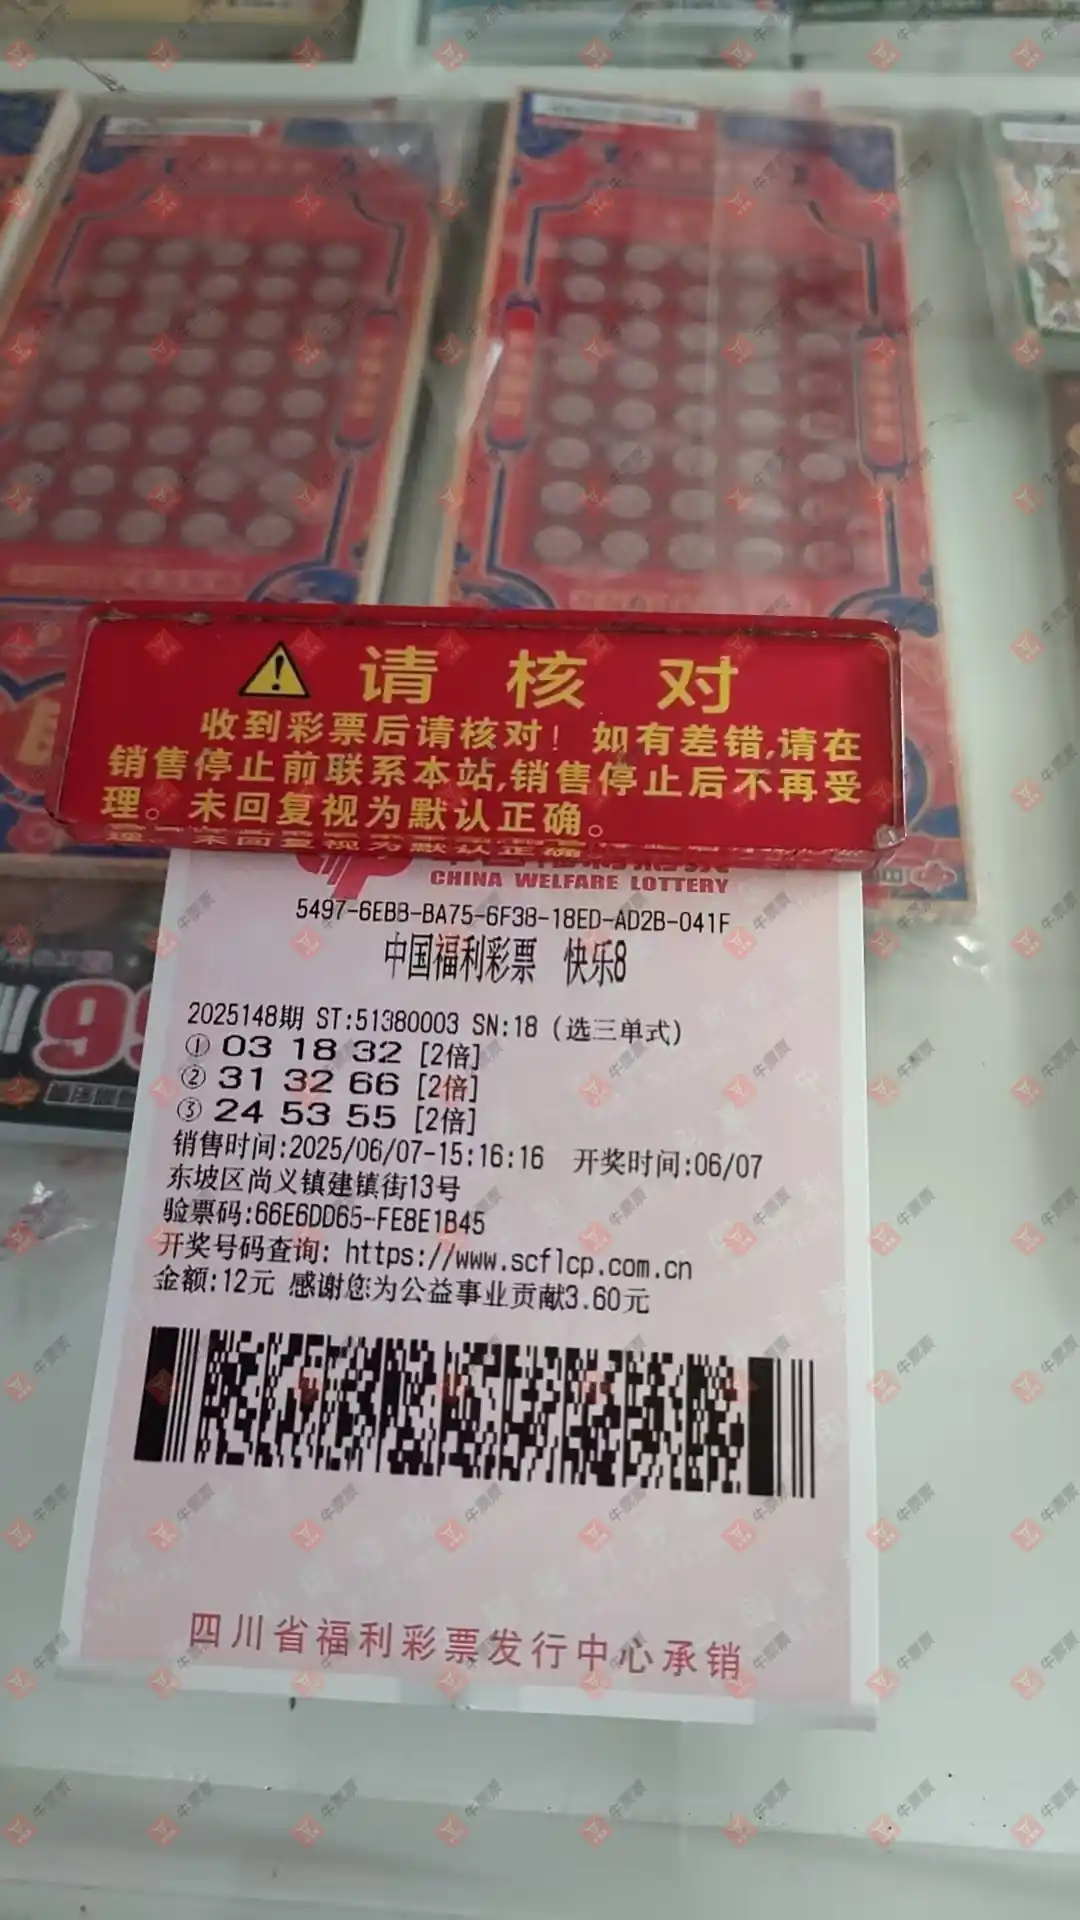 请核对
收到彩票后请核对！如有差错,请在
销售停止前联系本站,销售停止后不再受
理。未回复视为默认正确。
CHINA WELFARE LOTTERY
5497-6EBB-BA75-6F38-18ED-AD2B-041F
中国福利彩票 快乐8
2025148期 ST:51380003 SN:18 (选三单式)
① 03 18 32 [2倍]
② 31 32 66 [2倍]
③ 24 53 55 [2倍]
销售时间:2025/06/07-15:16:16 开奖时间:06/07
东坡区尚义镇建镇街13号
验票码:66E6DD65-FE8E1B45
开奖号码查询: https://www.scflcp.com.cn
金额:12元 感谢您为公益事业贡献3.60元
四川省福利彩票发行中心承销
牛票票